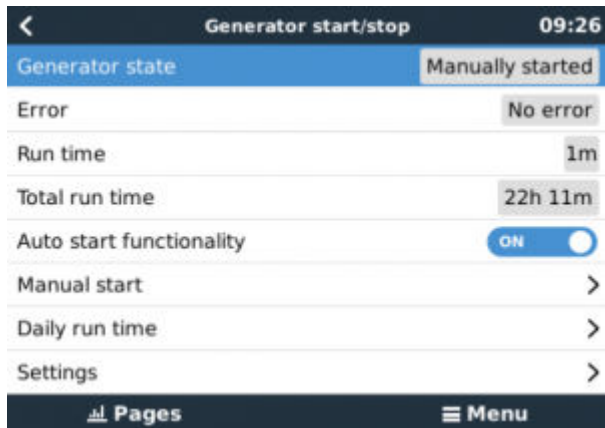 Generator start/stop 09:26
Generator state Manually started
Error No error
Run time 1m
Total run time 22h 11m
Auto start functionality ON
Manual start
Daily run time
Settings
Pages Menu